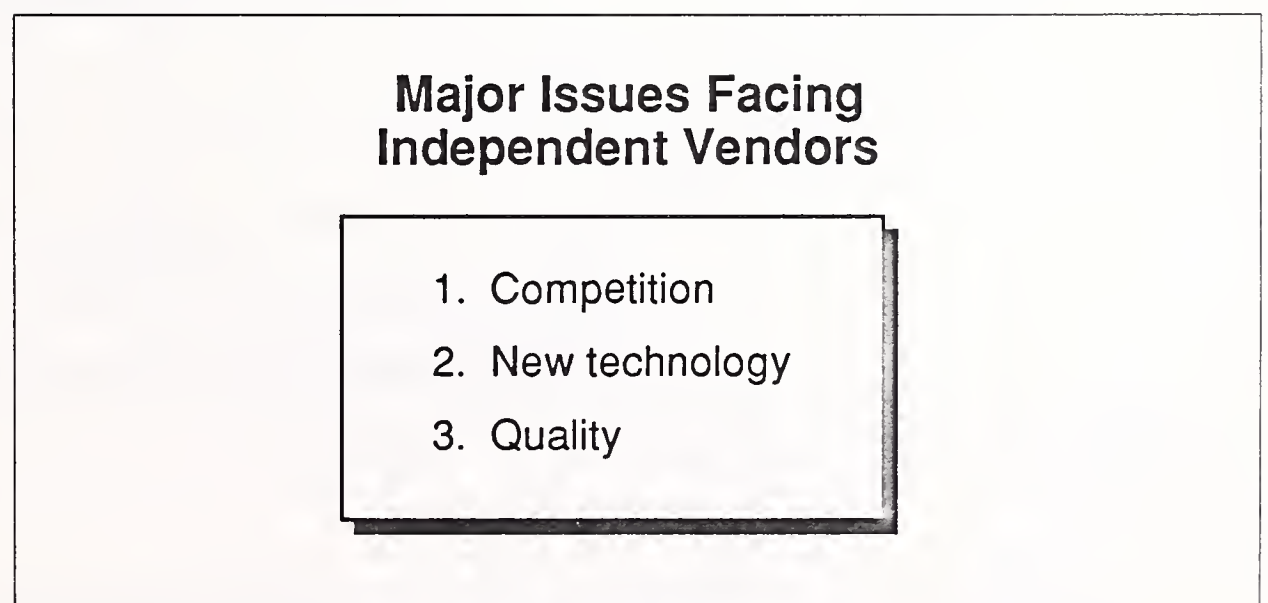 Major Issues Facing
Independent Vendors
1. Competition
2. New technology
3. Quality